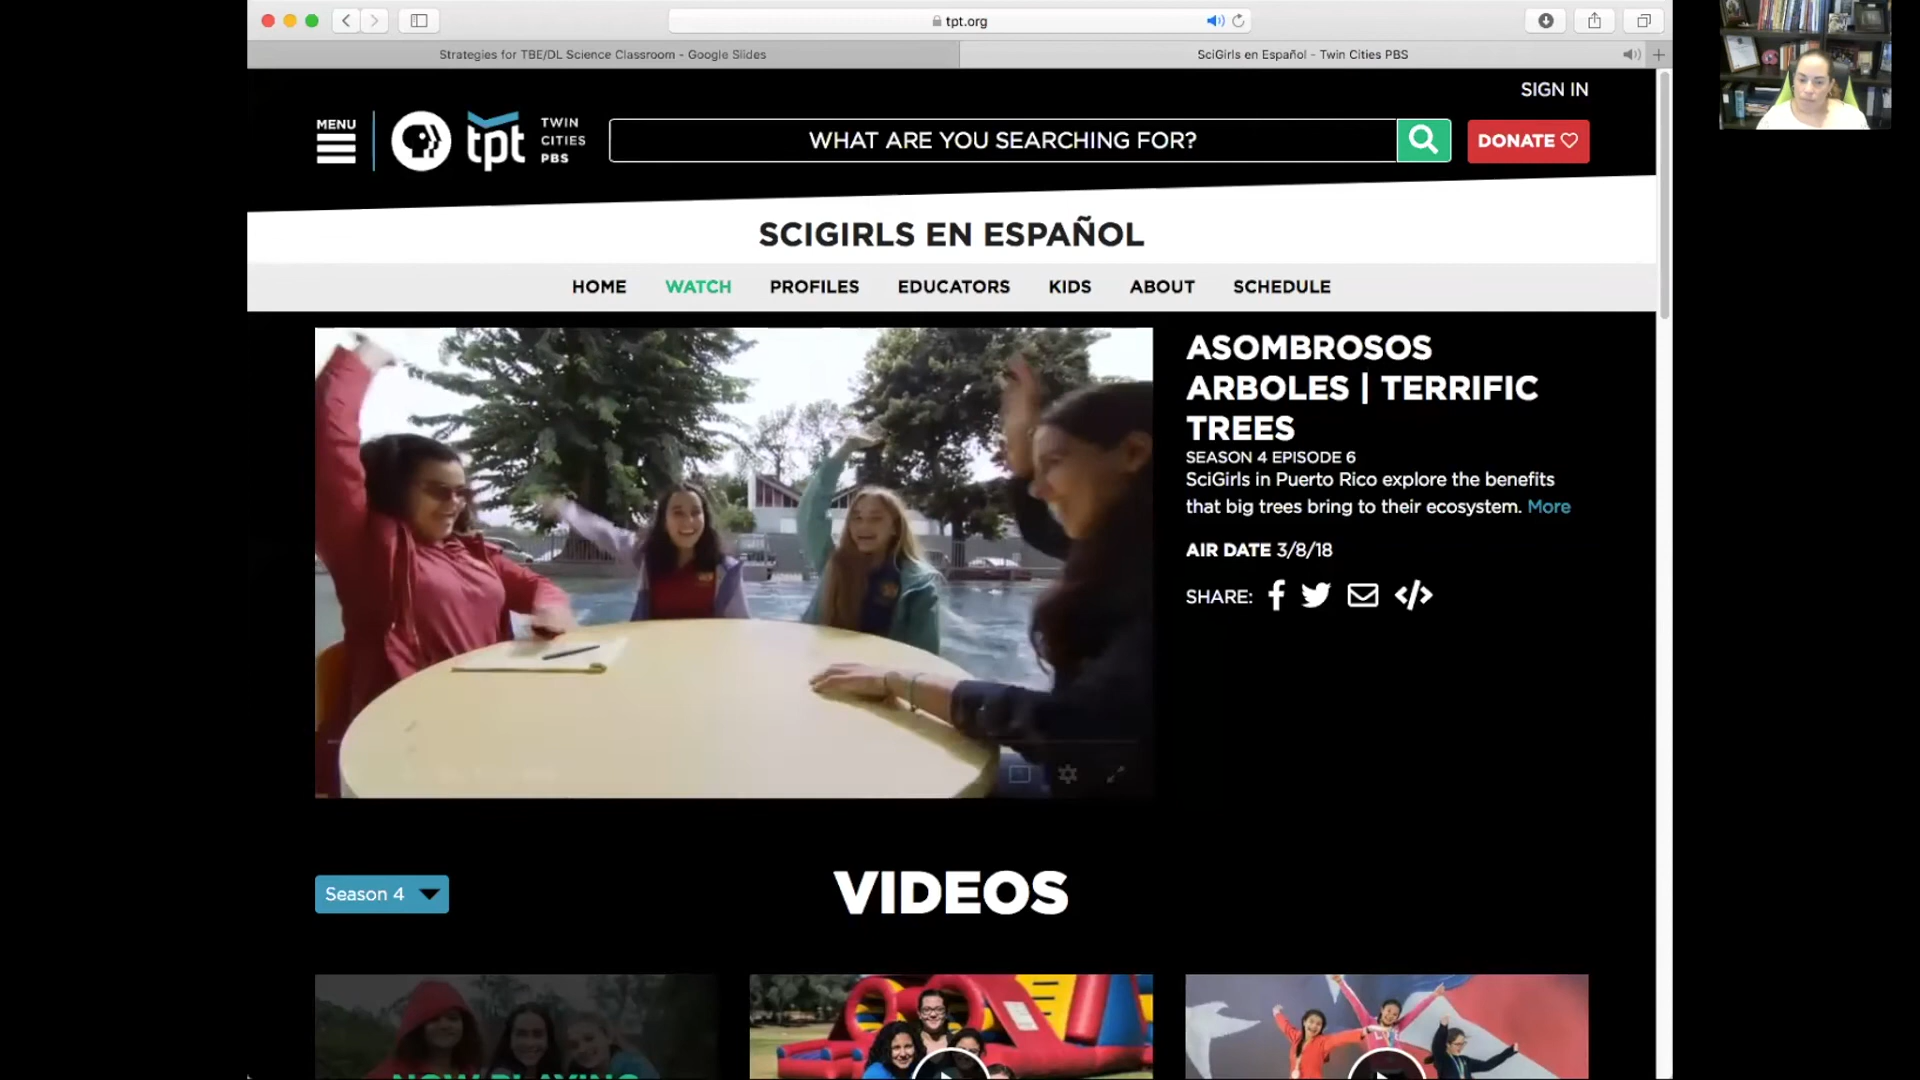 tpt.org
Strategies for TBE/DL Science Classroom - Google Slides
SciGirls en Español - Twin Cities PBS
SIGN IN
MENU
tpt
TWIN
CITIES
PBS
WHAT ARE YOU SEARCHING FOR?
DONATE
SCIGIRLS EN ESPAÑOL
HOME WATCH PROFILES EDUCATORS KIDS ABOUT SCHEDULE
ASOMBROSOS
ARBOLES | TERRIFIC
TREES
SEASON 4 EPISODE 6
SciGirls in Puerto Rico explore the benefits
that big trees bring to their ecosystem. More
AIR DATE 3/8/18
SHARE:
Season 4
VIDEOS
NOW PLAYING